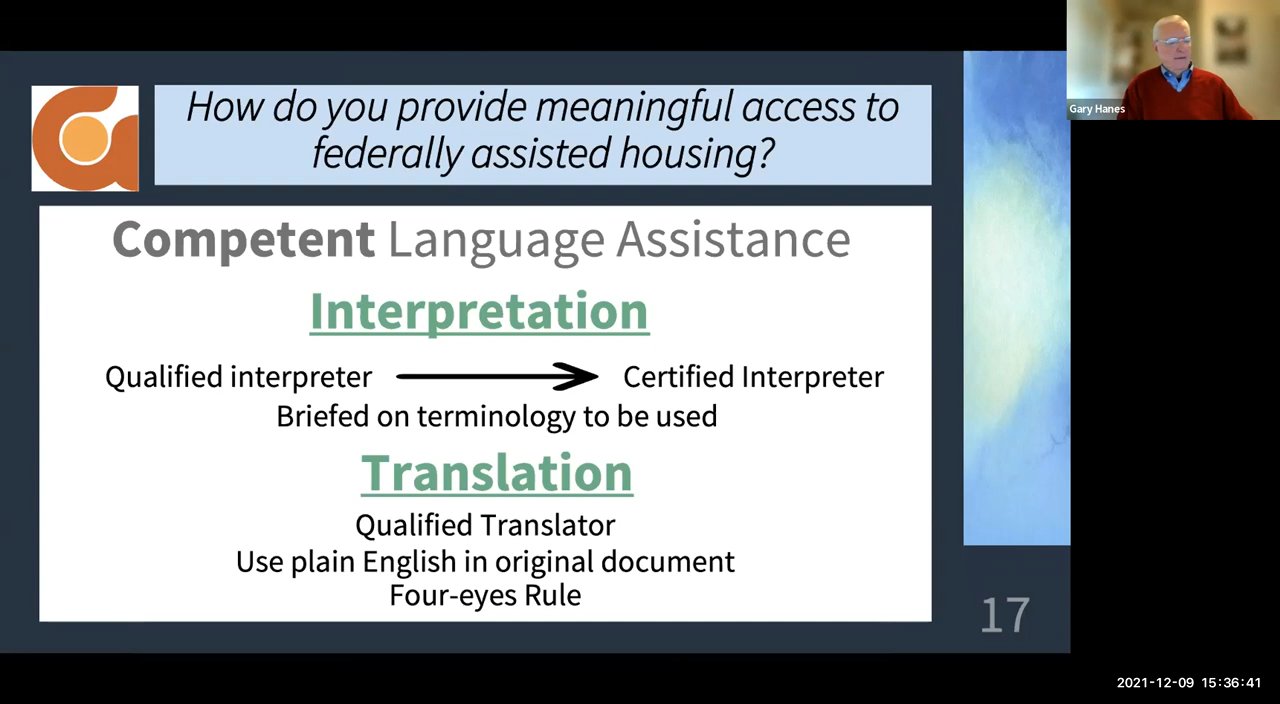 How do you provide meaningful access to
federally assisted housing?
Gary Hanes
Competent Language Assistance
Interpretation
Qualified interpreter
Certified Interpreter
Briefed on terminology to be used
Translation
Qualified Translator
Use plain English in original document
Four-eyes Rule
17
2021-12-09 15:36:41